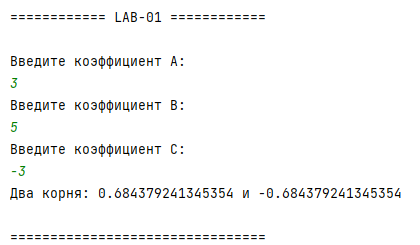 ============ LAB-01 ============
Введите коэффициент A:
3
Введите коэффициент B:
5
Введите коэффициент C:
-3
Два корня: 0.684379241345354 и -0.684379241345354
================================